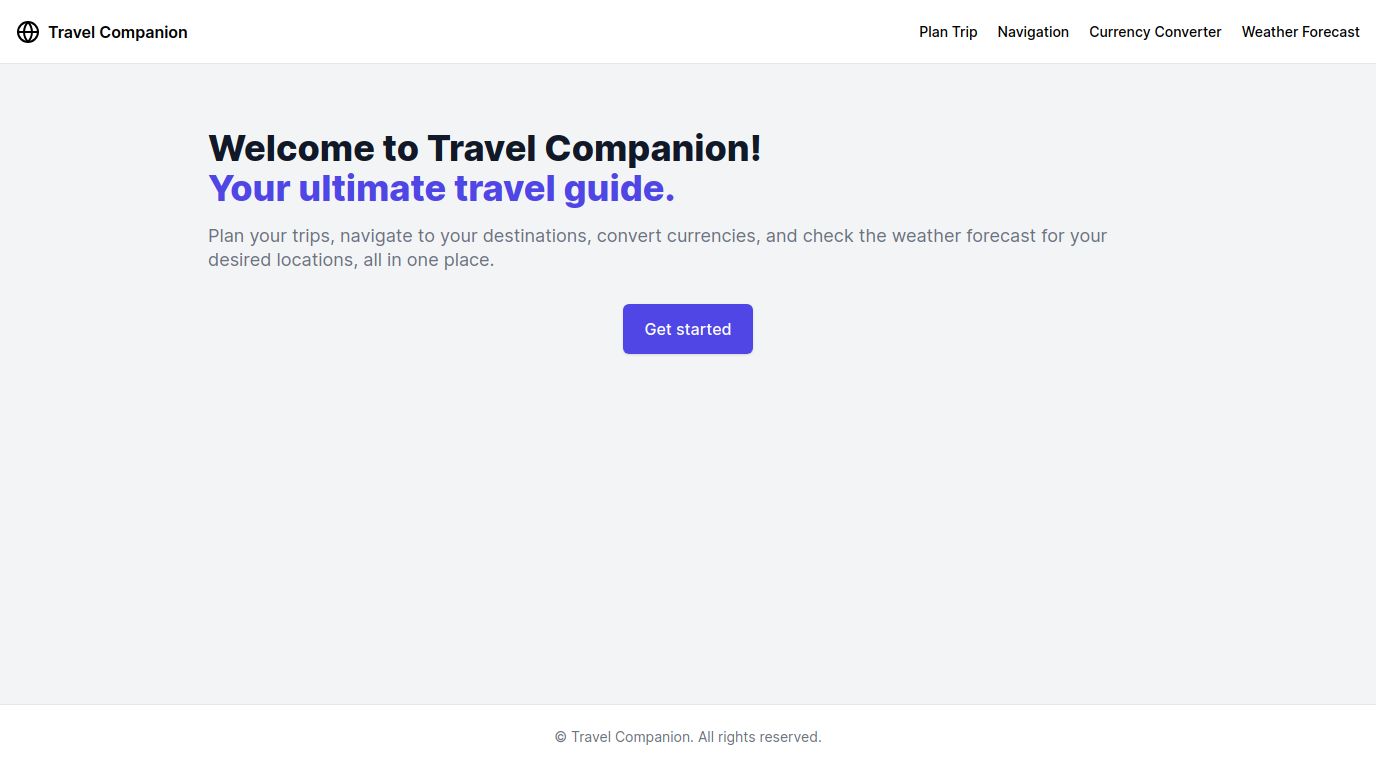 Travel Companion
Plan Trip
Navigation
Currency Converter
Weather Forecast
Welcome to Travel Companion!
Your ultimate travel guide.
Plan your trips, navigate to your destinations, convert currencies, and check the weather forecast for your
desired locations, all in one place.
Get started
© Travel Companion. All rights reserved.